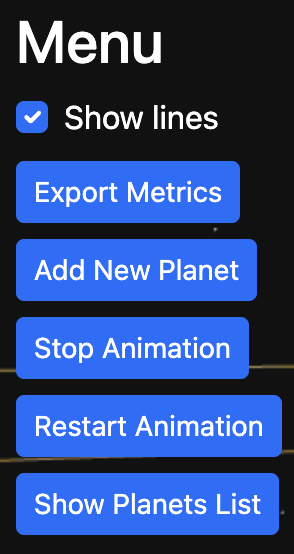 Menu
Show lines
Export Metrics
Add New Planet
Stop Animation
Restart Animation
Show Planets List